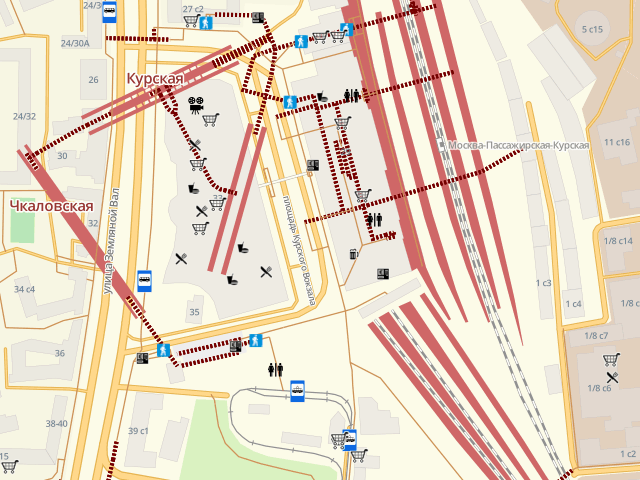 27 с2
24/30А
5 с15
26
Курская
24/32
30
11 с16
Москва-Пассажирская-Курская
Чкаловская
32
улица Земляной Вал
площадь Курского Вокзала
1/8 с14
34 с4
1 с3
1 с4
1/8 с
35
1/8 с7
36
1/8 с6
38-40
39 с1
15
1 с2